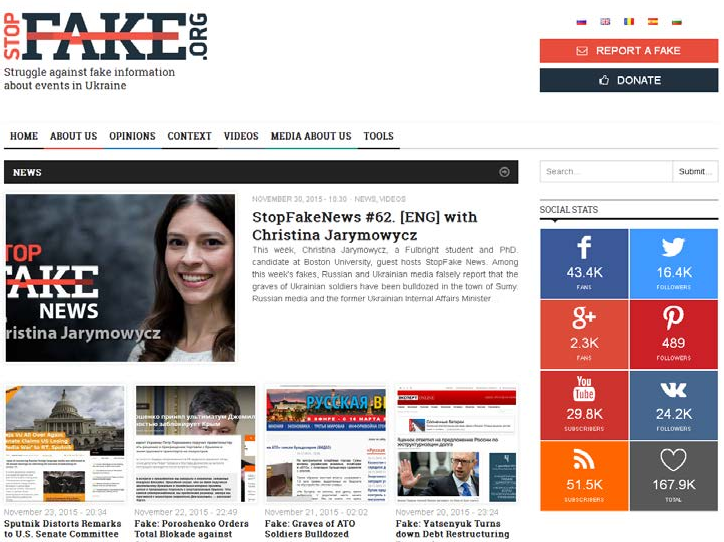 STOP FAKE .ORG
Struggle against fake information
about events in Ukraine
REPORT A FAKE
DONATE
HOME ABOUT US OPINIONS CONTEXT VIDEOS MEDIA ABOUT US TOOLS
NEWS
Search... Submit...
SOCIAL STATS
NOVEMBER 30, 2015 - 18:30 - NEWS, VIDEOS
StopFakeNews #62. [ENG] with
Christina Jarymowycz
This week, Christina Jarymowycz, a Fulbright student and PhD.
candidate at Boston University, guest hosts StopFake News. Among
this week's fakes, Russian and Ukrainian media falsely report that the
graves of Ukrainian soldiers have been bulldozed in the town of Sumy.
Russian media and the former Ukrainian Internal Affairs Minister
TOP
FAKE
NEWS
ristina Jarymowycz
43.4K
FANS
16.4K
FOLLOWERS
2.3K
FANS
489
FOLLOWERS
You
Tube
29.8K
SUBSCRIBERS
24.2K
FOLLOWERS
51.5K
SUBSCRIBERS
167.9K
TOTAL
РУССКАЯ
November 23, 2015 - 20:34
Sputnik Distorts Remarks
to U.S. Senate Committee
November 22, 2015 - 22:49
Fake: Poroshenko Orders
Total Blokade against
November 21, 2015 - 02:02
Fake: Graves of ATO
Soldiers Bulldozed
November 20, 2015 - 23:24
Fake: Yatsenyuk Turns
down Debt Restructuring